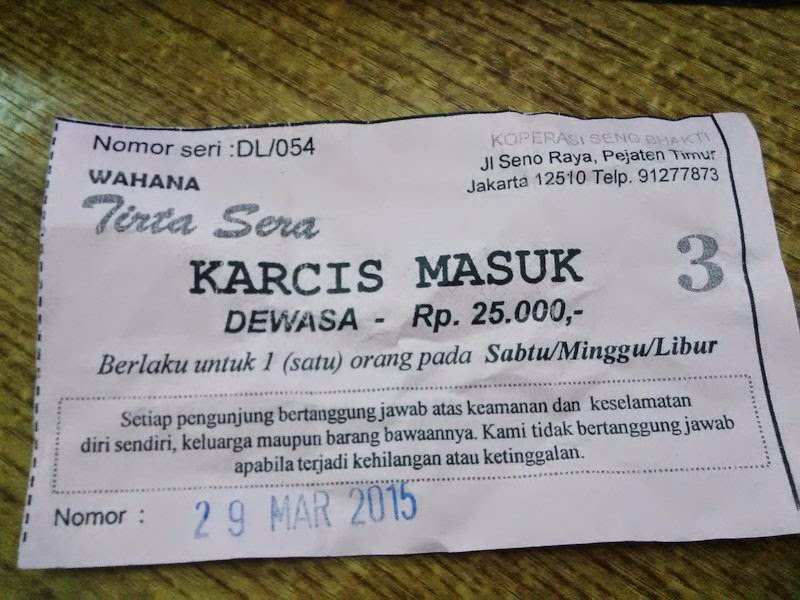 Nomor seri :DL/054
KOPERASI SENO BHAKTI
Jl Seno Raya, Pejaten Timur
Jakarta 12510 Telp. 91277873
WAHANA
Tirta Sera
KARCIS MASUK
3
DEWASA - Rp. 25.000,-
Berlaku untuk 1 (satu) orang pada Sabtu/Minggu/Libur
Setiap pengunjung bertanggung jawab atas keamanan dan keselamatan
diri sendiri, keluarga maupun barang bawaannya. Kami tidak bertanggung jawab
apabila terjadi kehilangan atau ketinggalan.
Nomor : 29 MAR 2015